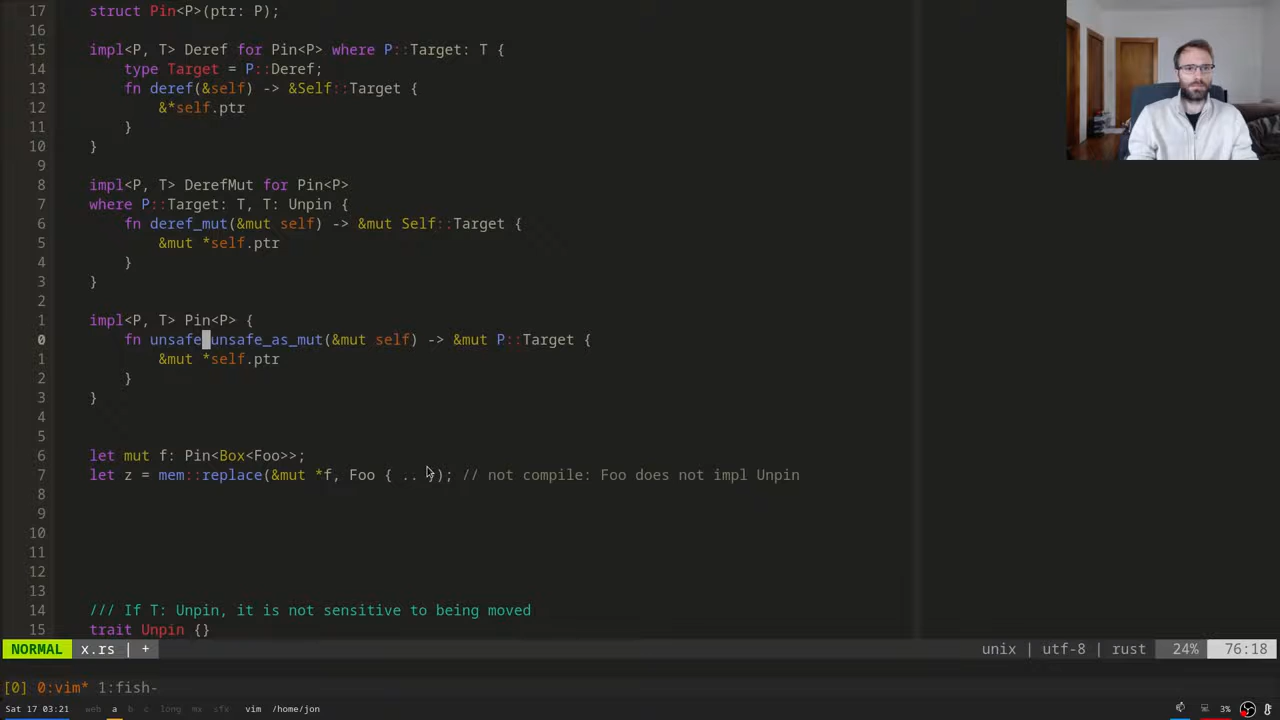 17 struct Pin<P>(ptr: P);
16
15 impl<P, T> Deref for Pin<P> where P::Target: T {
14 type Target = P::Deref;
13 fn deref(&self) -> &Self::Target {
12 &*self.ptr
11 }
10 }
9
8 impl<P, T> DerefMut for Pin<P>
7 where P::Target: T, T: Unpin {
6 fn deref_mut(&mut self) -> &mut Self::Target {
5 &mut *self.ptr
4 }
3 }
2
1 impl<P, T> Pin<P> {
0 fn unsafe unsafe_as_mut(&mut self) -> &mut P::Target {
1 &mut *self.ptr
2 }
3 }
4
5
6 let mut f: Pin<Box<Foo>>;
7 let z = mem::replace(&mut *f, Foo { .. }); // not compile: Foo does not impl Unpin
8
9
10
11
12
13
14 /// If T: Unpin, it is not sensitive to being moved
15 trait Unpin {}
NORMAL x.rs | + unix | utf-8 | rust 24% 76:18
[0] 0:vim* 1:fish-
Sat 17 03:21 web a b c long mx sfx vim /home/jon 3%